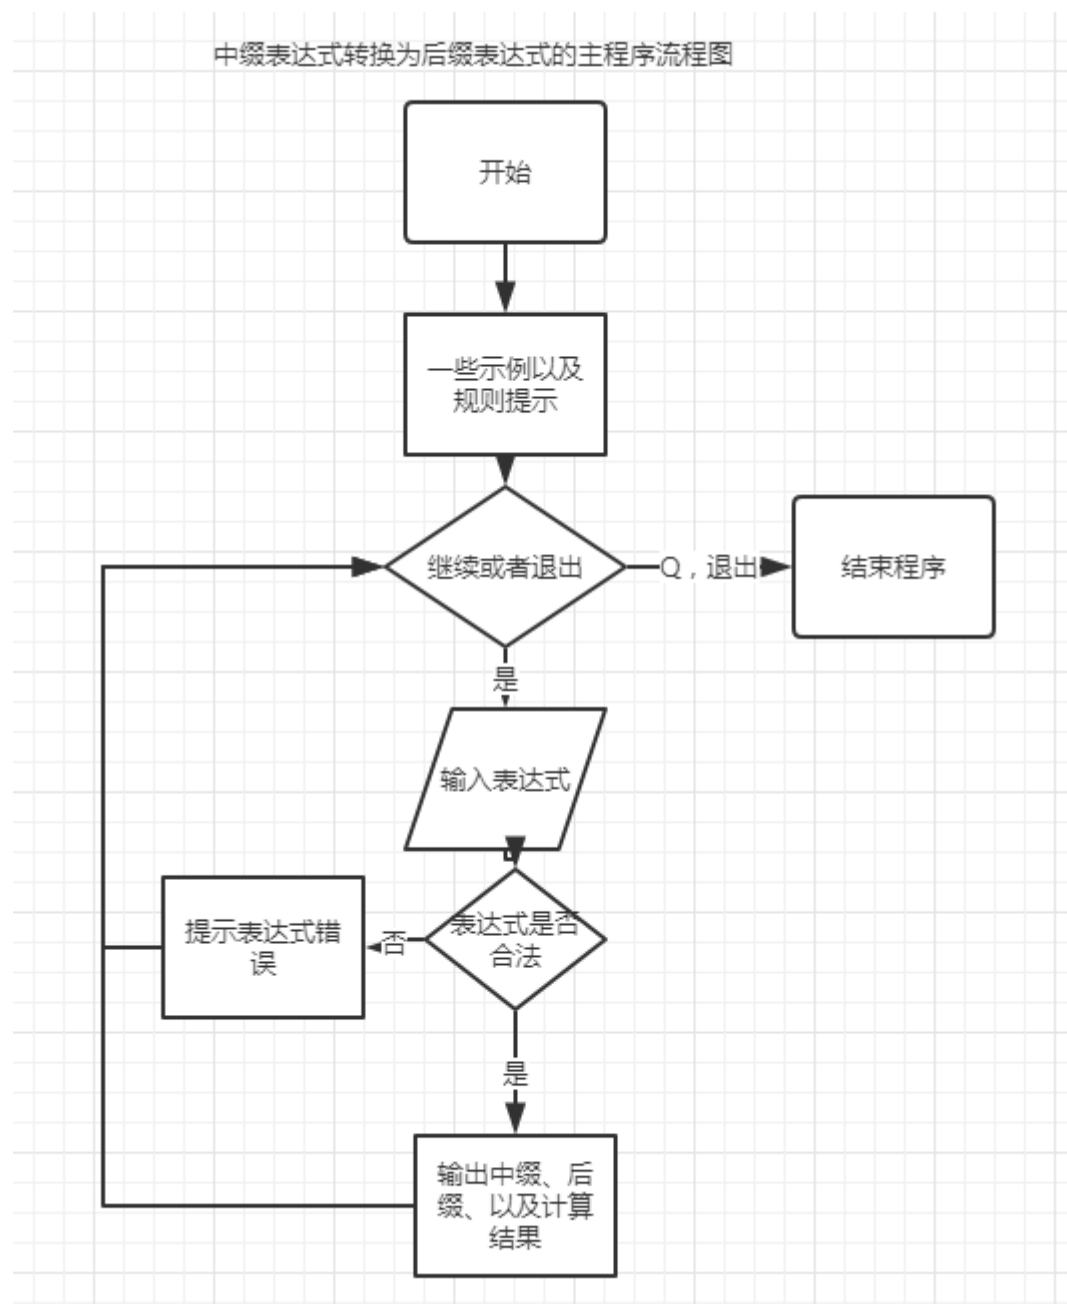 中缀表达式转换为后缀表达式的主程序流程图
开始
一些示例以及
规则提示
继续或者退出
Q，退出
结束程序
是
输入表达式
表达式是否
合法
否
提示表达式错
误
是
输出中缀、后
缀、以及计算
结果